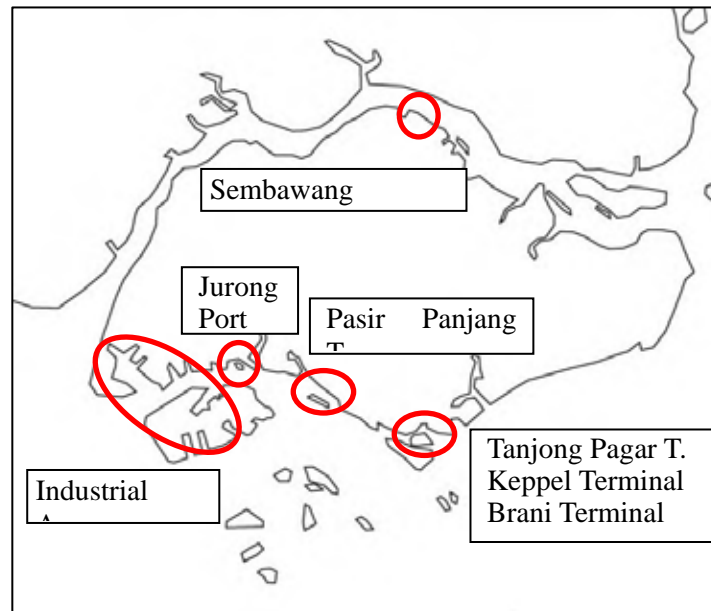 Sembawang
Jurong
Port
Pasir Panjang
T
Tanjong Pagar T.
Keppel Terminal
Brani Terminal
Industrial